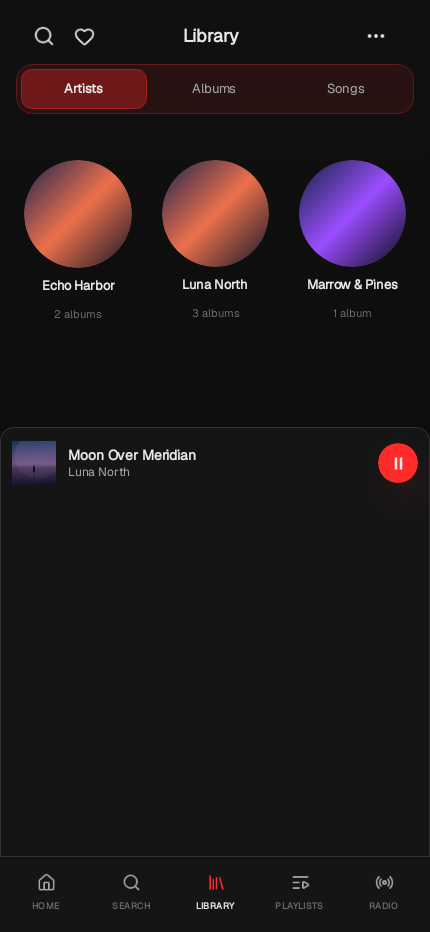 Library
Artists
Albums
Songs
Echo Harbor
Luna North
Marrow & Pines
2 albums
3 albums
1 album
Moon Over Meridian
Luna North
HOME
SEARCH
LIBRARY
PLAYLISTS
RADIO